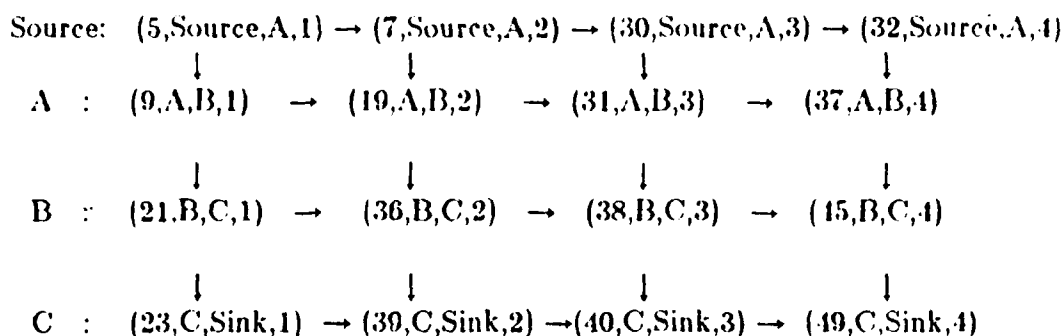 Source: (5,Source,A,1) → (7,Source,A,2) → (30,Source,A,3) → (32,Source,A,4)
↓ ↓ ↓ ↓
A : (9,A,B,1) → (19,A,B,2) → (31,A,B,3) → (37,A,B,4)
↓ ↓ ↓ ↓
B : (21,B,C,1) → (36,B,C,2) → (38,B,C,3) → (45,B,C,4)
↓ ↓ ↓ ↓
C : (23,C,Sink,1) → (39,C,Sink,2) → (40,C,Sink,3) → (49,C,Sink,4)